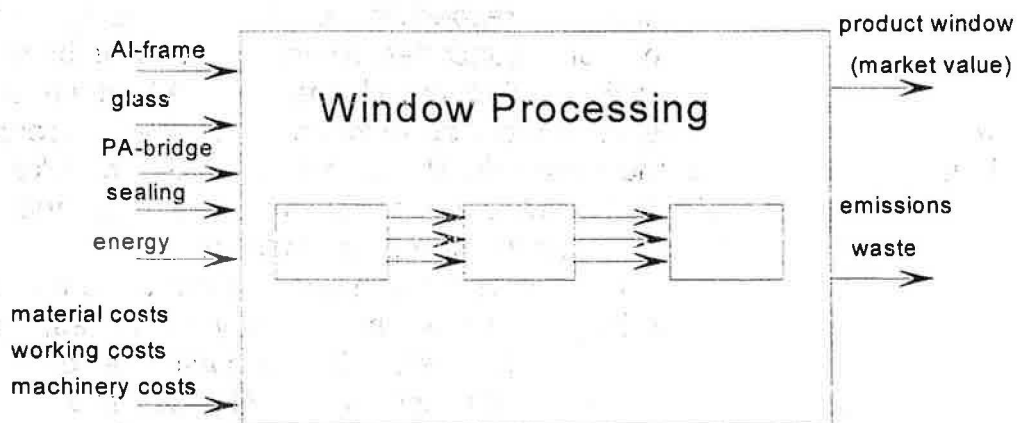 Al-frame
glass
PA-bridge
sealing
energy
material costs
working costs
machinery costs
Window Processing
product window
(market value)
emissions
waste